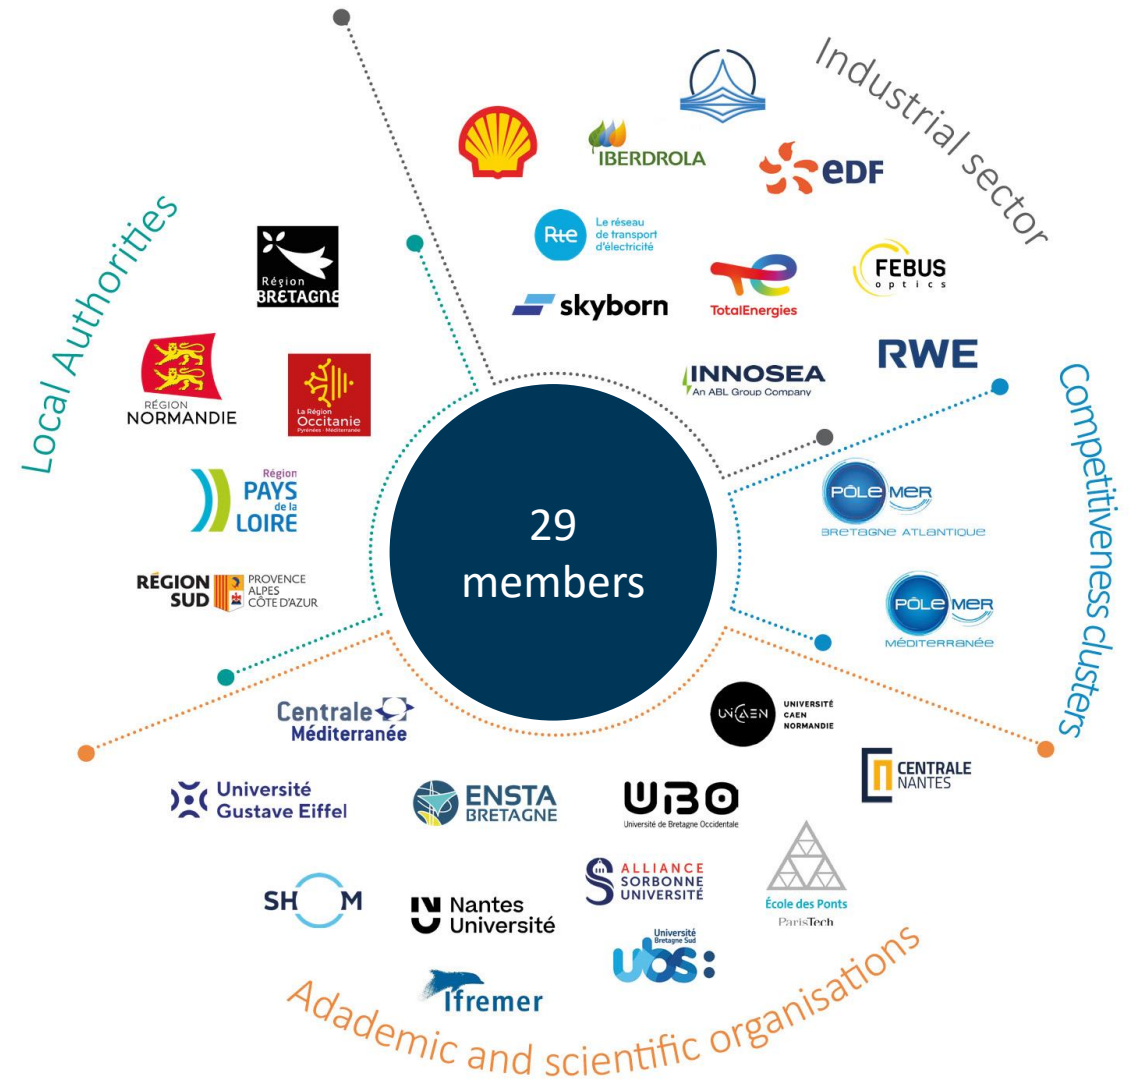 Industrial sector
IBERDROLA
eDF
Rte
Le réseau
de transport
d'électricité
TotalEnergies
FEBUS
optics
skyborn
INNOSEA
An ABL Group Company
RWE
Competitiveness clusters
PÔLE MER
BRETAGNE ATLANTIQUE
PÔLE MER
MÉDITERRANÉE
Local Authorities
Région
BRETAGNE
RÉGION
NORMANDIE
La Région
Occitanie
Pyrénées - Méditerranée
Région
PAYS
de la
LOIRE
RÉGION
SUD
PROVENCE
ALPES
CÔTE D'AZUR
29
members
Centrale
Méditerranée
UNICAEN
UNIVERSITÉ
CAEN
NORMANDIE
CENTRALE
NANTES
Université
Gustave Eiffel
ENSTA
BRETAGNE
UBO
Université de Bretagne Occidentale
SHOM
Nantes
Université
ALLIANCE
SORBONNE
UNIVERSITÉ
École des Ponts
ParisTech
Université
Bretagne Sud
ubs:
Ifremer
Adademic and scientific organisations